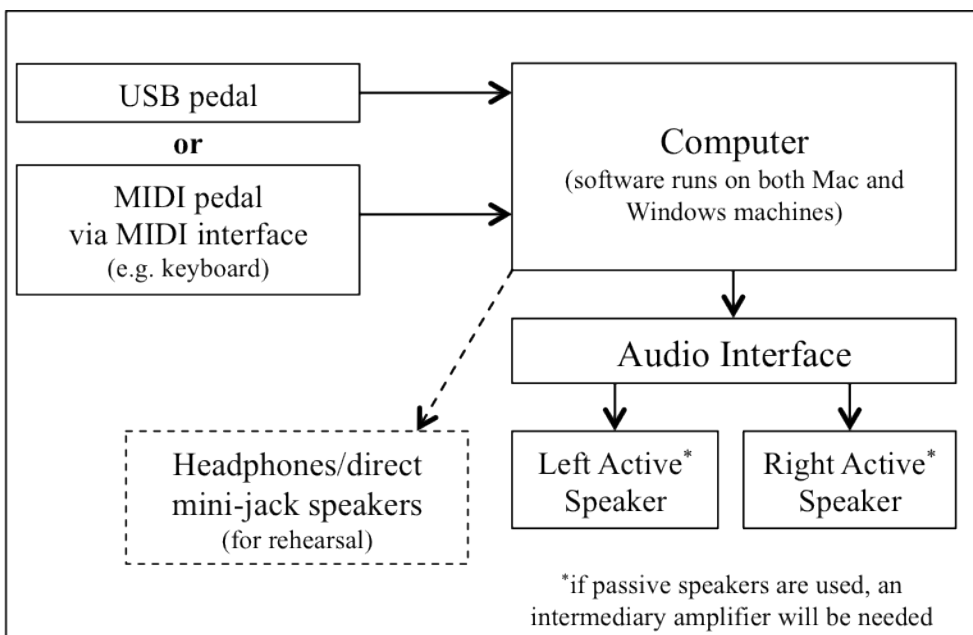 USB pedal
or
MIDI pedal
via MIDI interface
(e.g. keyboard)
Computer
(software runs on both Mac and
Windows machines)
Audio Interface
Headphones/direct
mini-jack speakers
(for rehearsal)
Left Active*
Speaker
Right Active*
Speaker
*if passive speakers are used, an
intermediary amplifier will be needed